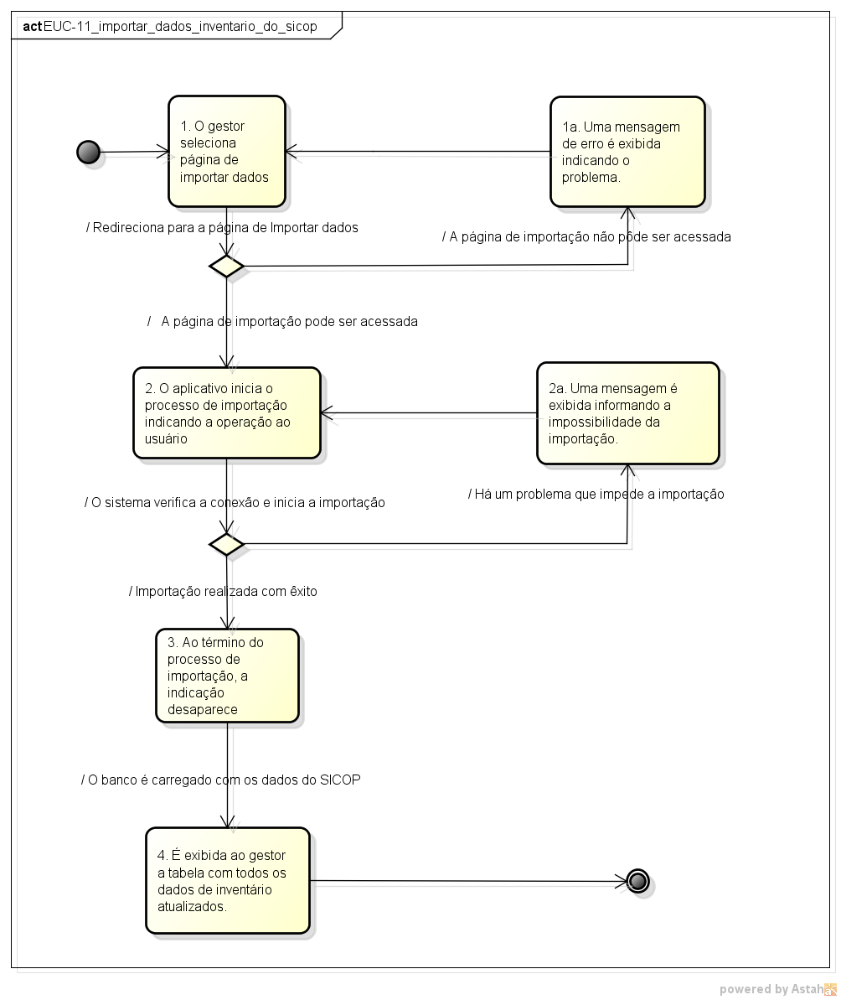 act EUC-11_importar_dados_inventario_do_sicop
1. O gestor
seleciona
página de
importar dados
1a. Uma mensagem
de erro é exibida
indicando o
problema.
/ Redireciona para a página de Importar dados
/ A página de importação não pôde ser acessada
/ A página de importação pode ser acessada
2. O aplicativo inicia o
processo de importação
indicando a operação ao
usuário
2a. Uma mensagem é
exibida informando a
impossibilidade da
importação.
/ O sistema verifica a conexão e inicia a importação
/ Há um problema que impede a importação
/ Importação realizada com êxito
3. Ao término do
processo de
importação, a
indicação
desaparece
/ O banco é carregado com os dados do SICOP
4. É exibida ao gestor
a tabela com todos os
dados de inventário
atualizados.
powered by Astah